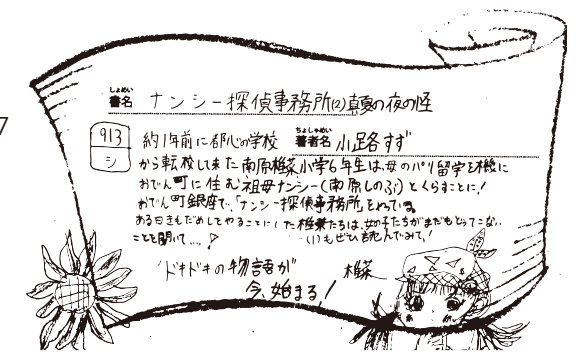 7
しょめい
書名 ナンシー探偵事務所(2)真夏の夜の怪
913
シ
ちょしゃめい
著者名 小路すず
約1年前に都心の学校
から転校して来た南原椎菜小学6年生は、母のパリ留学を機に
おでん町に住む祖母ナンシー(南原しのぶ)とくらすことに!
おでん町銀座で、「ナンシー探偵事務所」をやっている。
ある日きもだめしをやることにした椎菜たちは、女の子たちがまだもどってこない
ことを聞いて…。
(1)もぜひ読んでみて!
ドキドキの物語が
今、始まる!
椎菜